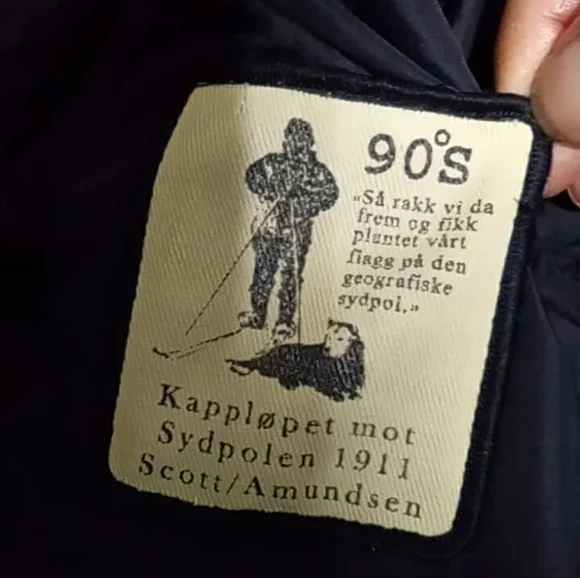 90°S
«Så rakk vi da
frem og fikk
plantet vårt
flagg på den
geografiske
sydpol.»
Kappløpet mot
Sydpolen 1911
Scott/Amundsen